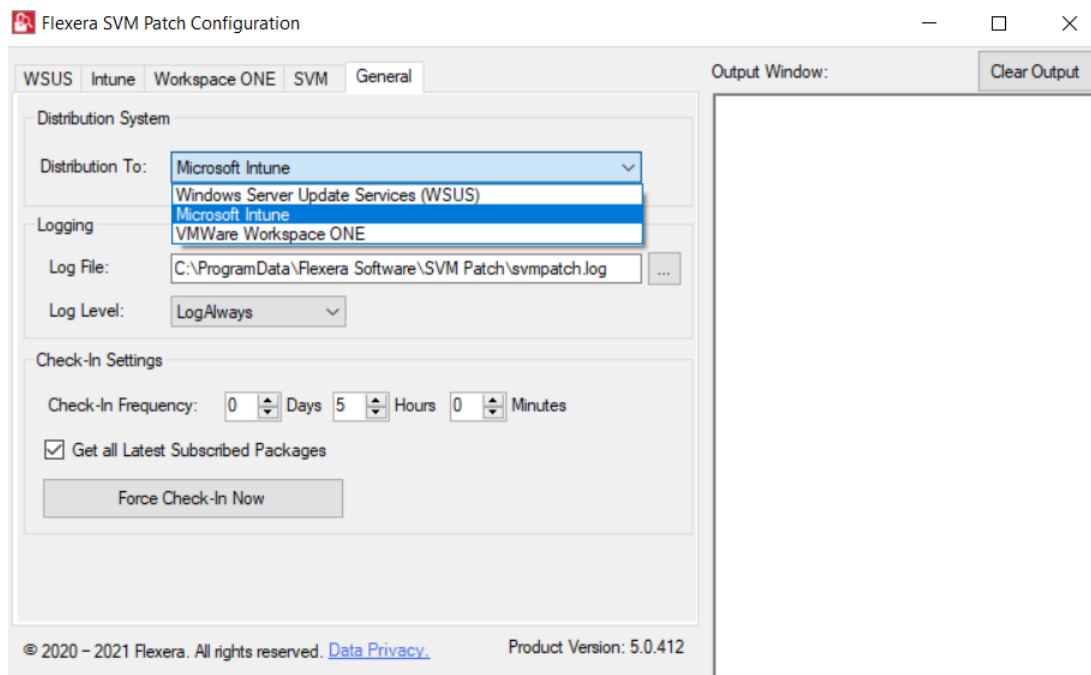 Flexera SVM Patch Configuration
WSUS Intune Workspace ONE SVM General
Output Window: Clear Output
Distribution System
Distribution To: Microsoft Intune
Windows Server Update Services (WSUS)
Microsoft Intune
VMWare Workspace ONE
Logging
Log File: C:\ProgramData\Flexera Software\SVM Patch\svmpatch.log ...
Log Level: LogAlways
Check-In Settings
Check-In Frequency: 0 Days 5 Hours 0 Minutes
Get all Latest Subscribed Packages
Force Check-In Now
© 2020 – 2021 Flexera. All rights reserved. Data Privacy. Product Version: 5.0.412